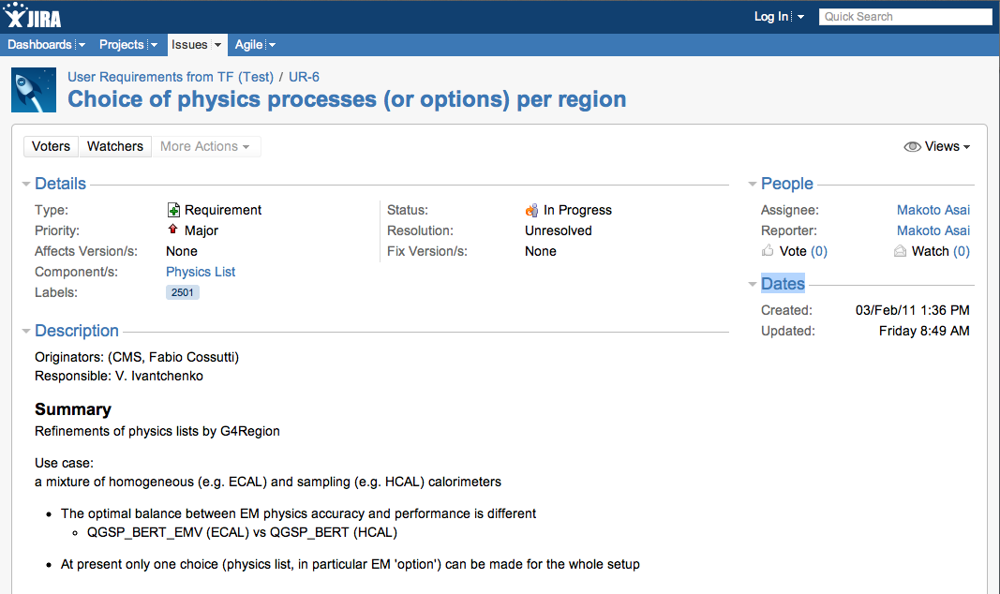 JIRA
Log In
Quick Search
Dashboards
Projects
Issues
Agile
User Requirements from TF (Test) / UR-6
Choice of physics processes (or options) per region
Voters
Watchers
More Actions
Views
Details
Type: Requirement
Priority: Major
Affects Version/s: None
Component/s: Physics List
Labels: 2501
Status: In Progress
Resolution: Unresolved
Fix Version/s: None
People
Assignee: Makoto Asai
Reporter: Makoto Asai
Vote (0)
Watch (0)
Dates
Created: 03/Feb/11 1:36 PM
Updated: Friday 8:49 AM
Description
Originators: (CMS, Fabio Cossutti)
Responsible: V. Ivantchenko
Summary
Refinements of physics lists by G4Region
Use case:
a mixture of homogeneous (e.g. ECAL) and sampling (e.g. HCAL) calorimeters
• The optimal balance between EM physics accuracy and performance is different
◦ QGSP_BERT_EMV (ECAL) vs QGSP_BERT (HCAL)
• At present only one choice (physics list, in particular EM 'option') can be made for the whole setup